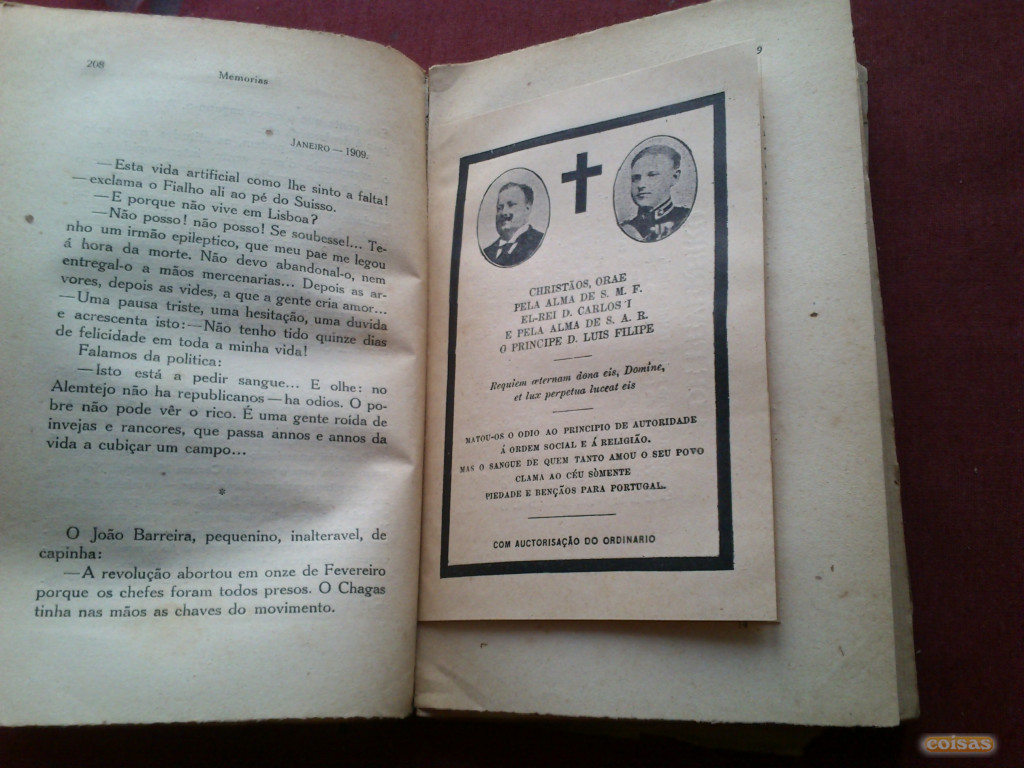 208
Memorias
JANEIRO — 1909.
—Esta vida artificial como lhe sinto a falta!
—exclama o Fialho ali ao pé do Suisso.
—E porque não vive em Lisboa?
—Não posso! não posso! Se soubesse!... Te-
nho um irmão epileptico, que meu pae me legou
á hora da morte. Não devo abandonal-o, nem
entregal-o a mãos mercenarias... Depois as ar-
vores, depois as vides, a que a gente cria amor...
—Uma pausa triste, uma hesitação, uma duvida
e acrescenta isto:—Não tenho tido quinze dias
de felicidade em toda a minha vida!
Falamos da politica:
—Isto está a pedir sangue... E olhe: no
Alemtejo não ha republicanos—ha odios. O po-
bre não pode vêr o rico. É uma gente roída de
invejas e rancores, que passa annos e annos da
vida a cubiçar um campo...
*
O João Barreira, pequenino, inalteravel, de
capinha:
—A revolução abortou em onze de Fevereiro
porque os chefes foram todos presos. O Chagas
tinha nas mãos as chaves do movimento.
9
CHRISTÃOS, ORAE
PELA ALMA DE S. M. F.
EL-REI D. CARLOS I
E PELA ALMA DE S. A. R.
O PRINCIPE D. LUIS FILIPE
Requiem æternam dona eis, Domine,
et lux perpetua luceat eis
MATOU-OS O ODIO AO PRINCIPIO DE AUTORIDADE
Á ORDEM SOCIAL E Á RELIGIÃO.
MAS O SANGUE DE QUEM TANTO AMOU O SEU POVO
CLAMA AO CÉU SÒMENTE
PIEDADE E BENÇÃOS PARA PORTUGAL.
COM AUCTORISAÇÃO DO ORDINARIO
coisas